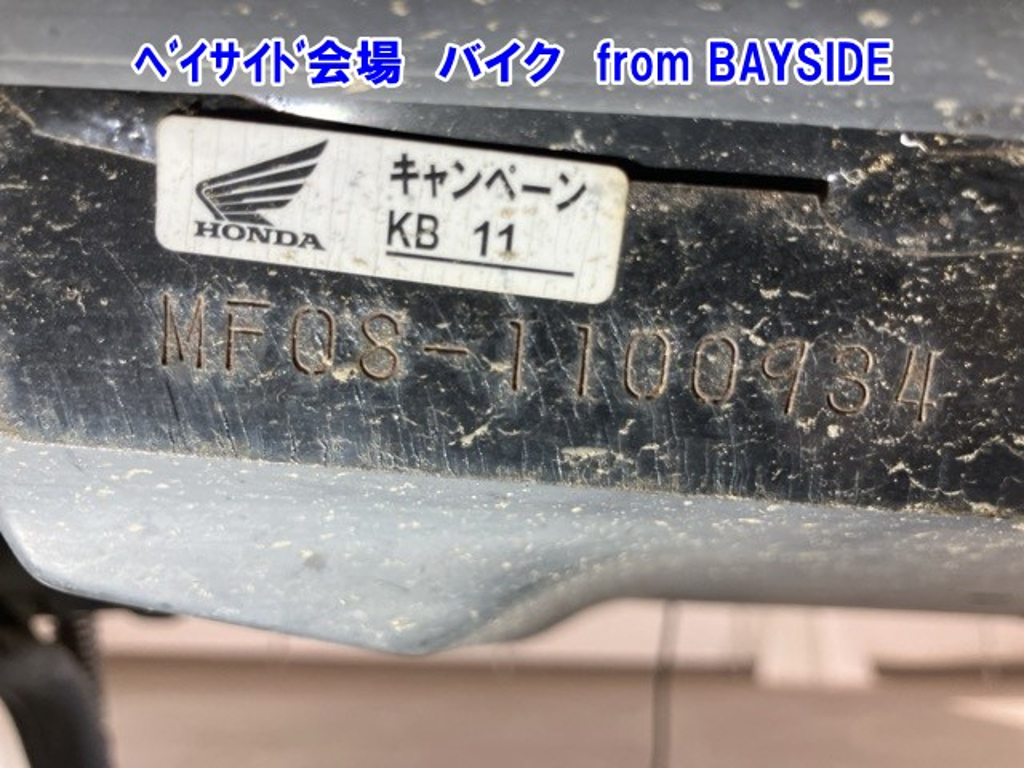 ﾍﾞｲｻｲﾄﾞ会場　バイク　from BAYSIDE
キャンペーン
HONDA
KB 11
MF08-1100934